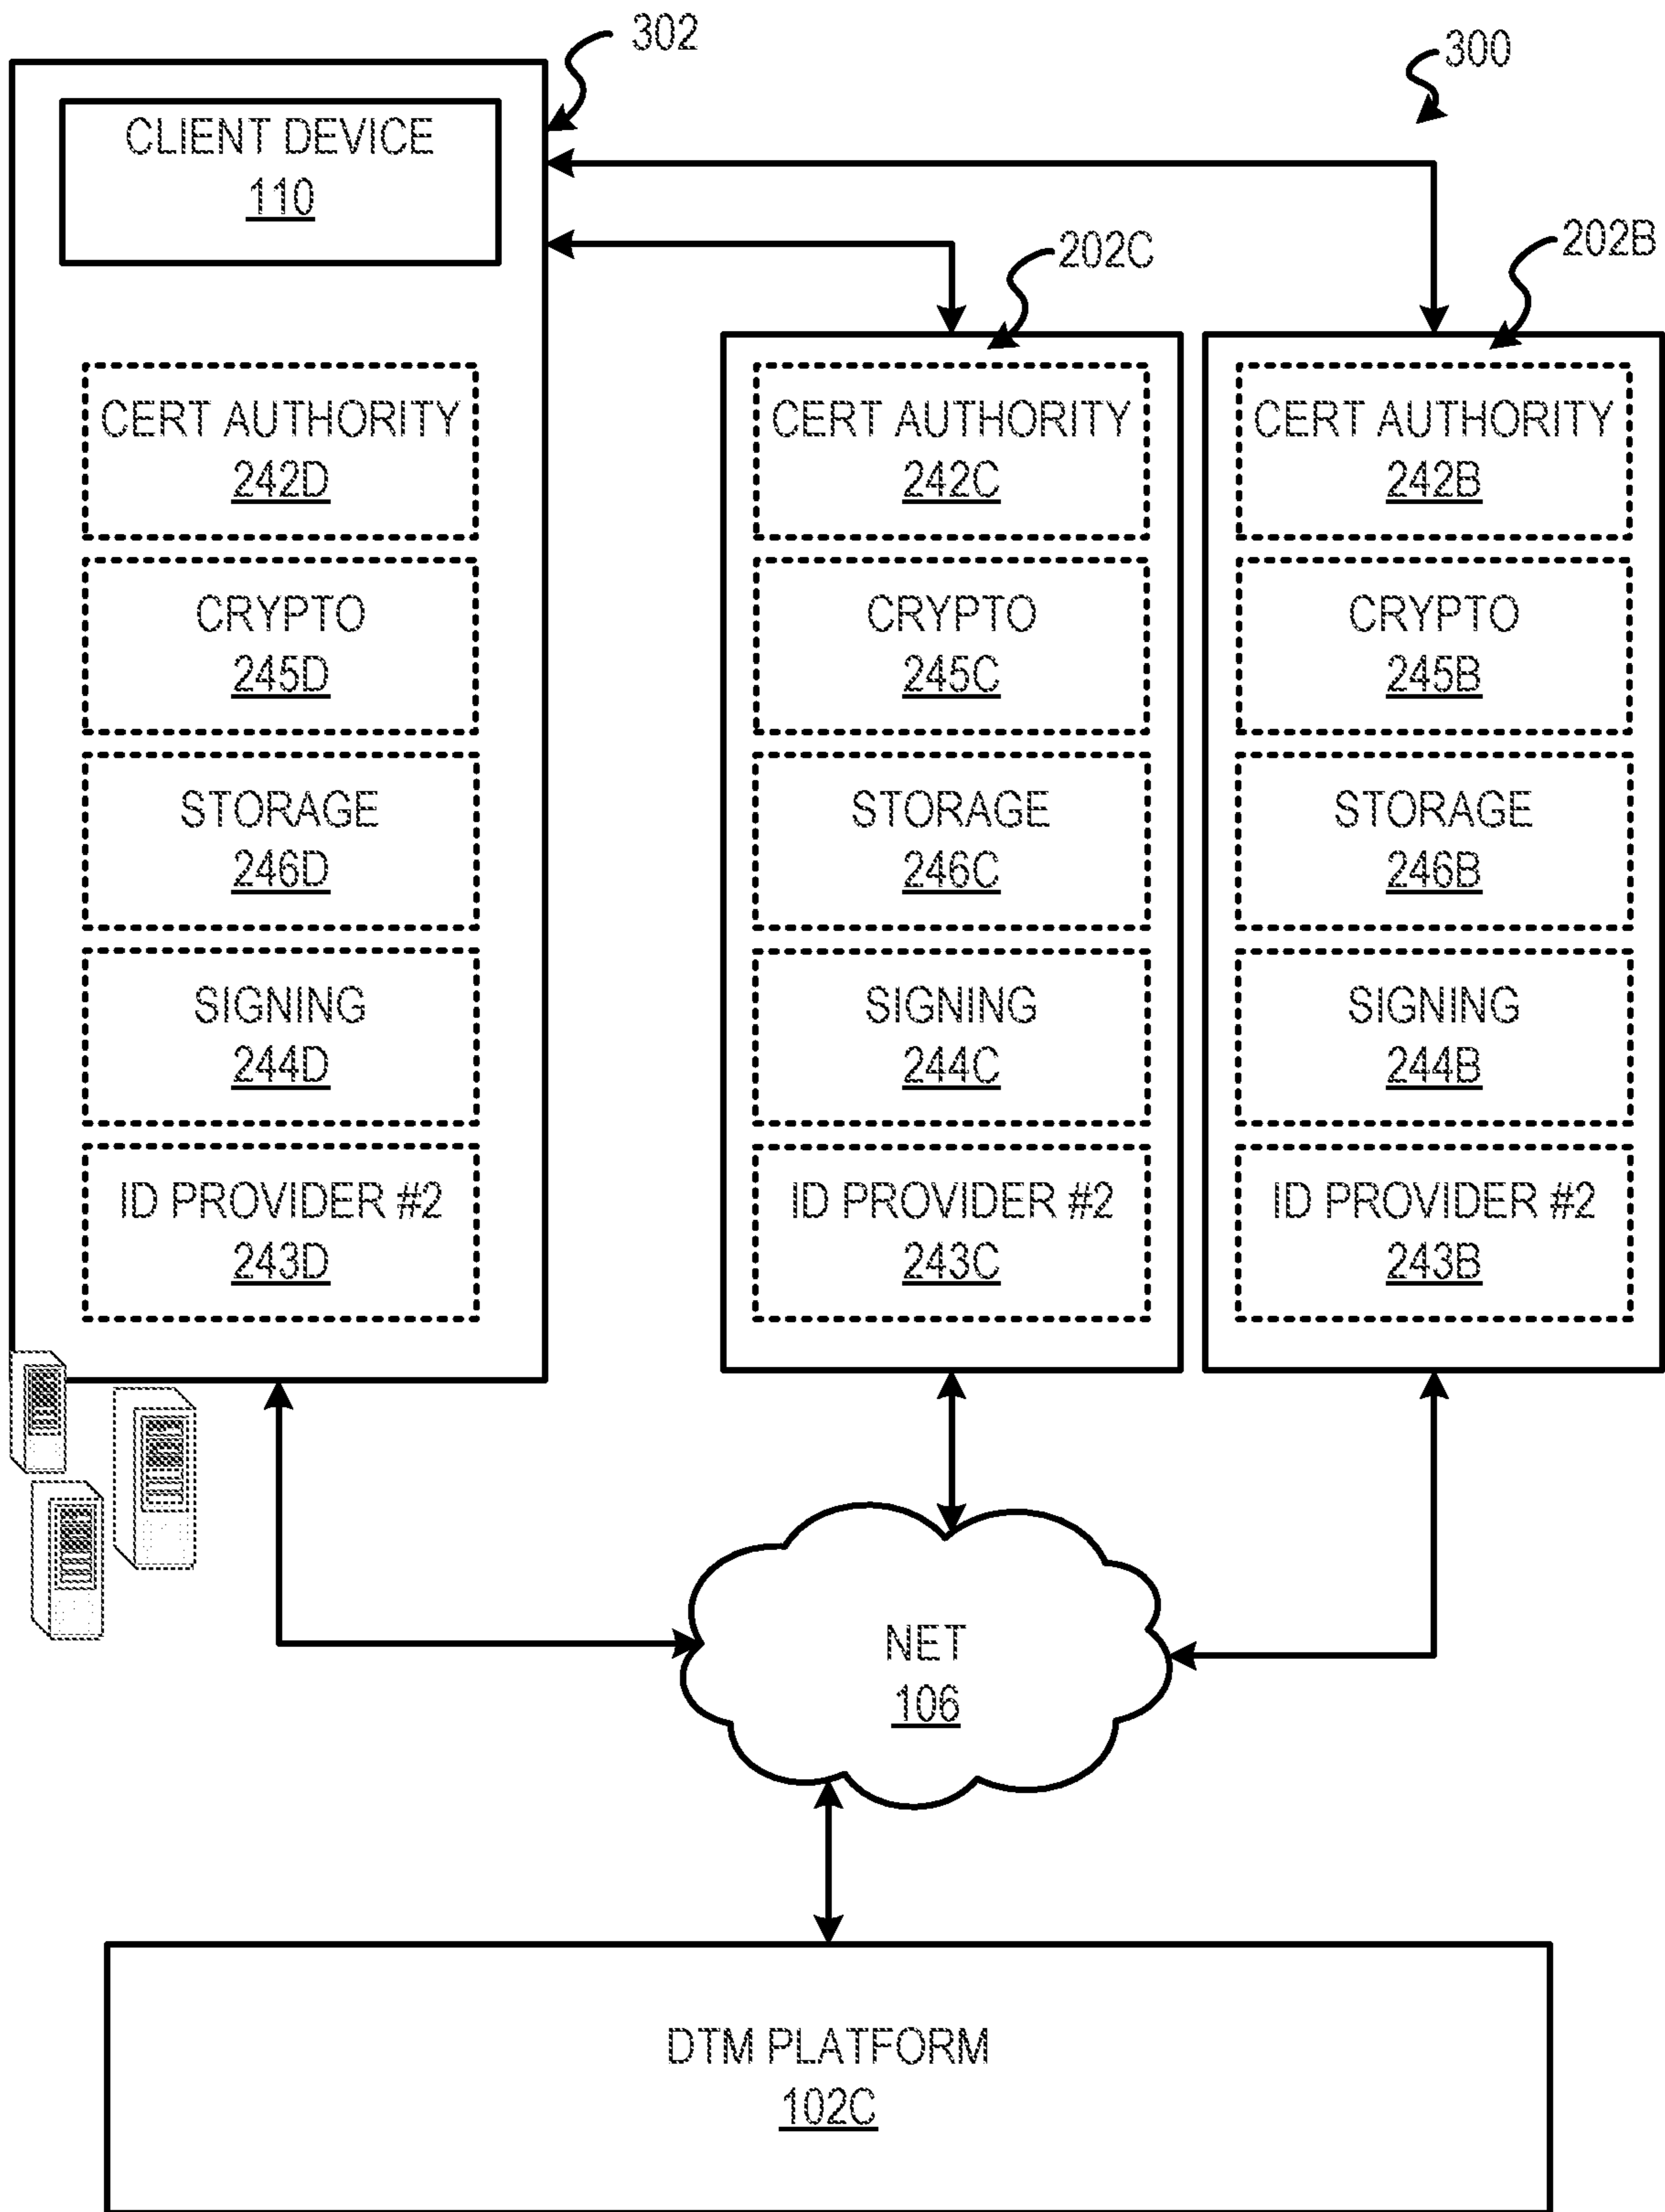 302
300
CLIENT DEVICE
110
202C
202B
CERT AUTHORITY
242D
CRYPTO
245D
STORAGE
246D
SIGNING
244D
ID PROVIDER #2
243D
CERT AUTHORITY
242C
CRYPTO
245C
STORAGE
246C
SIGNING
244C
ID PROVIDER #2
243C
CERT AUTHORITY
242B
CRYPTO
245B
STORAGE
246B
SIGNING
244B
ID PROVIDER #2
243B
NET
106
DTM PLATFORM
102C